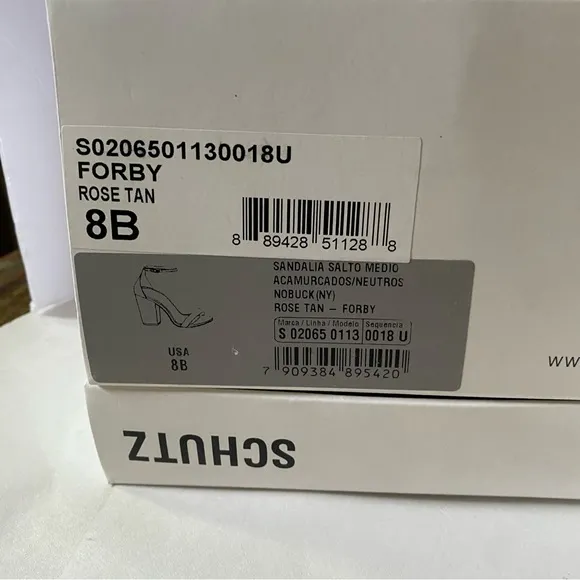 S0206501130018U
FORBY
ROSE TAN
8B
8 89428 51128 8
SANDALIA SALTO MEDIO
ACAMURCADOS/NEUTROS
NOBUCK(NY)
ROSE TAN - FORBY
Marca / Linha / Modelo Sequencia
S 02065 0113 0018 U
USA
8B
7 909384 895420
ww
SCHUTZ